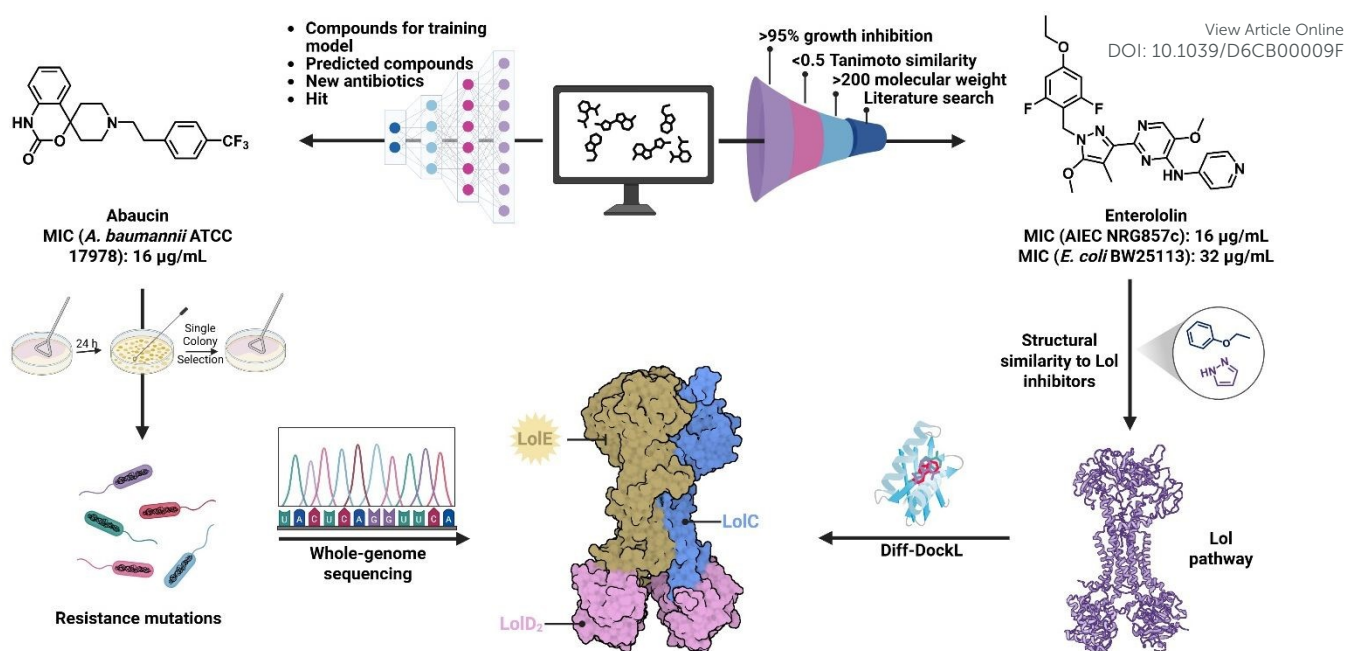 View Article Online
DOI: 10.1039/D6CB00009F
• Compounds for training
model
• Predicted compounds
• New antibiotics
• Hit
>95% growth inhibition
<0.5 Tanimoto similarity
>200 molecular weight
Literature search
HN
O
O
N
CF₃
O
F
F
N
N
N
N
O
O
HN
N
Abaucin
MIC (A. baumannii ATCC
17978): 16 µg/mL
Enterololin
MIC (AIEC NRG857c): 16 µg/mL
MIC (E. coli BW25113): 32 µg/mL
24 h
Single
Colony
Selection
Structural
similarity to Lol
inhibitors
O
HN
N
LolE
LolC
LolD₂
UACUCAGGUUCA
Whole-genome
sequencing
Diff-DockL
Lol
pathway
Resistance mutations